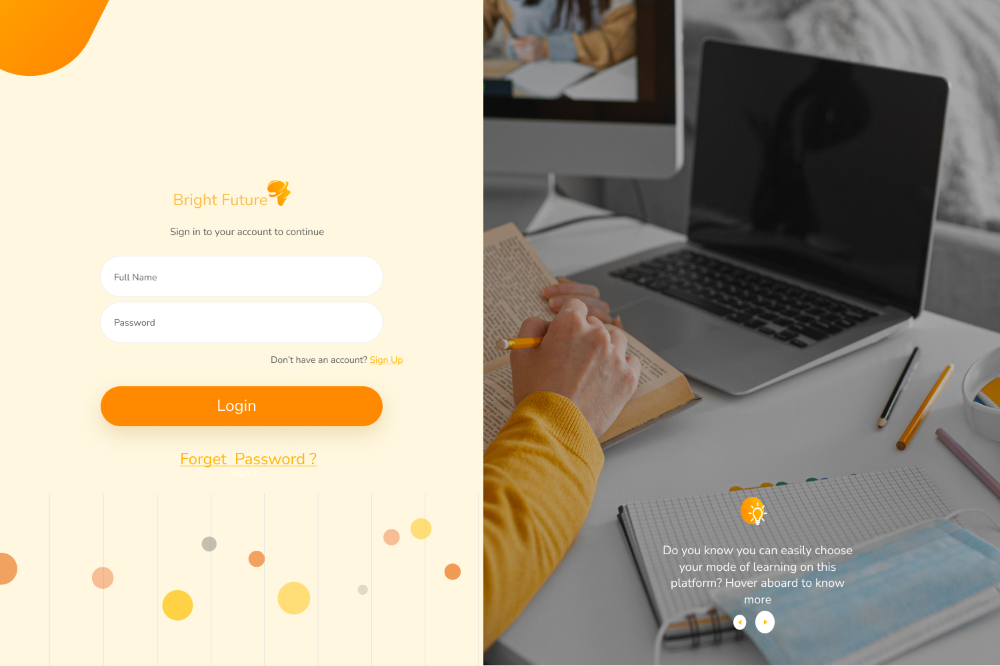 Bright Future
Sign in to your account to continue
Full Name
Password
Don't have an account? Sign Up
Login
Forget  Password ?
Sign In
Do you know you can easily choose
your mode of learning on this
platform? Hover aboard to know
more